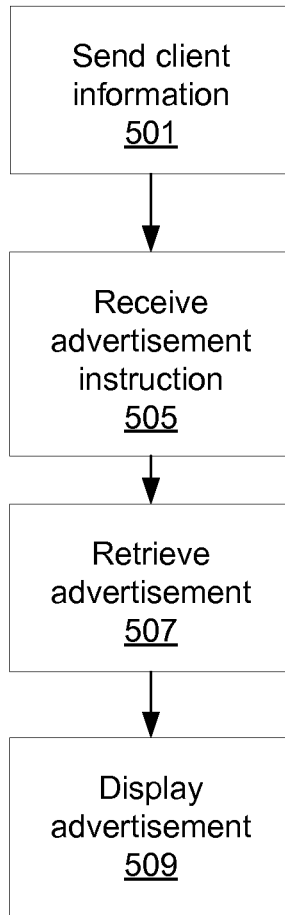 Send client
information
501
Receive
advertisement
instruction
505
Retrieve
advertisement
507
Display
advertisement
509